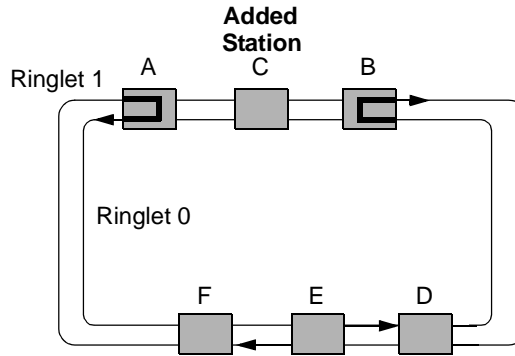 Added
Station
A C B
Ringlet 1
Ringlet 0
F E D